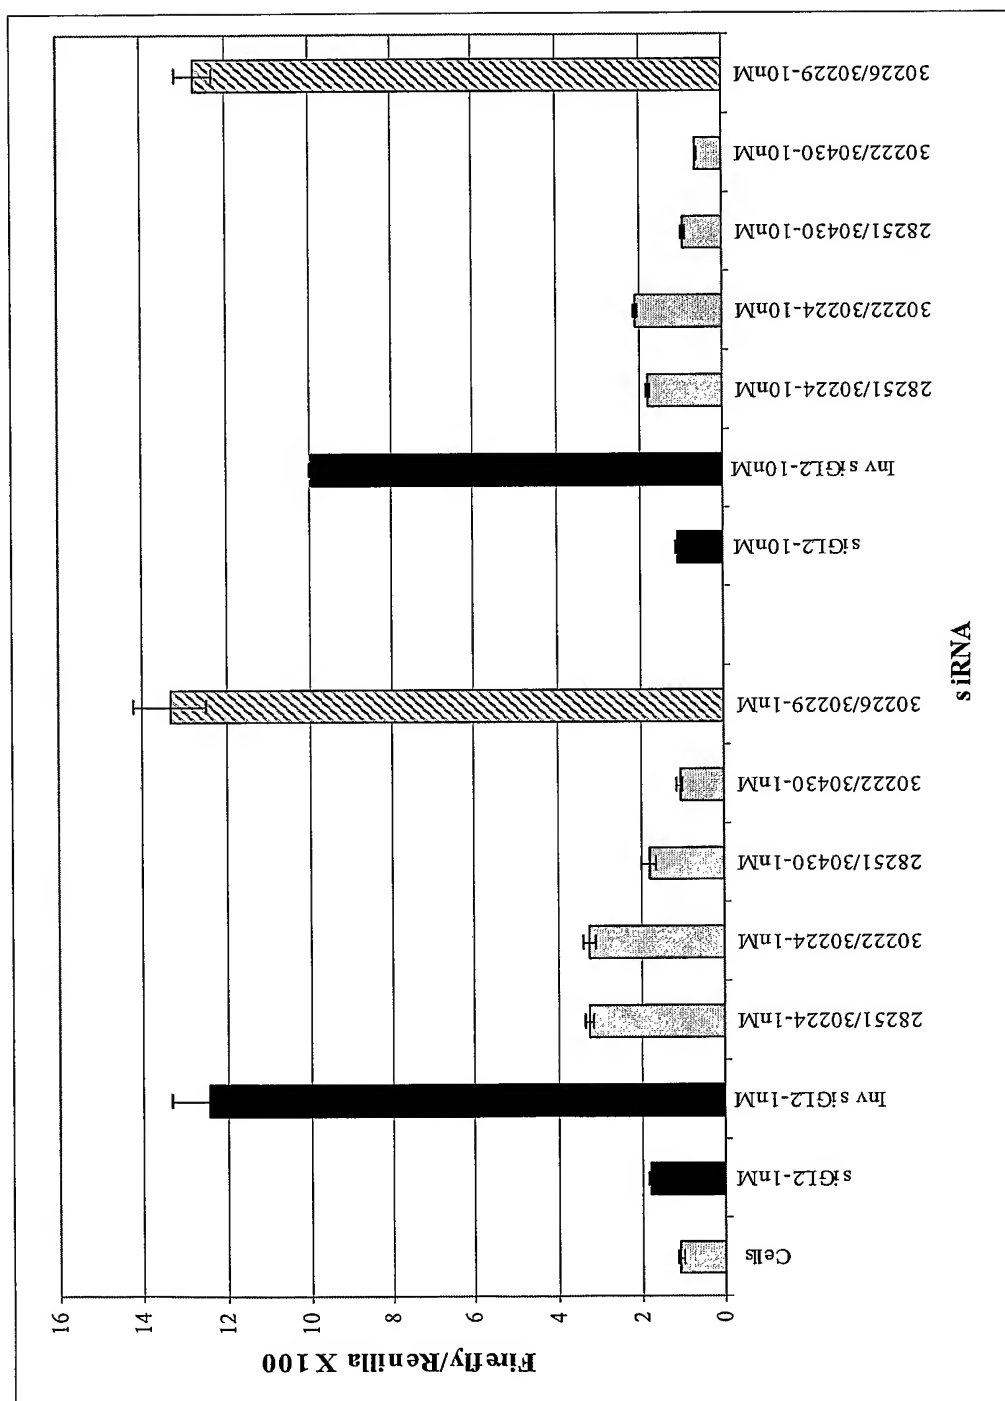 Firefly/Renilla X 100
16
14
12
10
8
6
4
2
0
Cells
siGL2-1nM
Inv siGL2-1nM
28251/30224-1nM
30222/30224-1nM
28251/30430-1nM
30222/30430-1nM
30226/30229-1nM
siGL2-10nM
Inv siGL2-10nM
28251/30224-10nM
30222/30224-10nM
28251/30430-10nM
30222/30430-10nM
30226/30229-10nM
siRNA